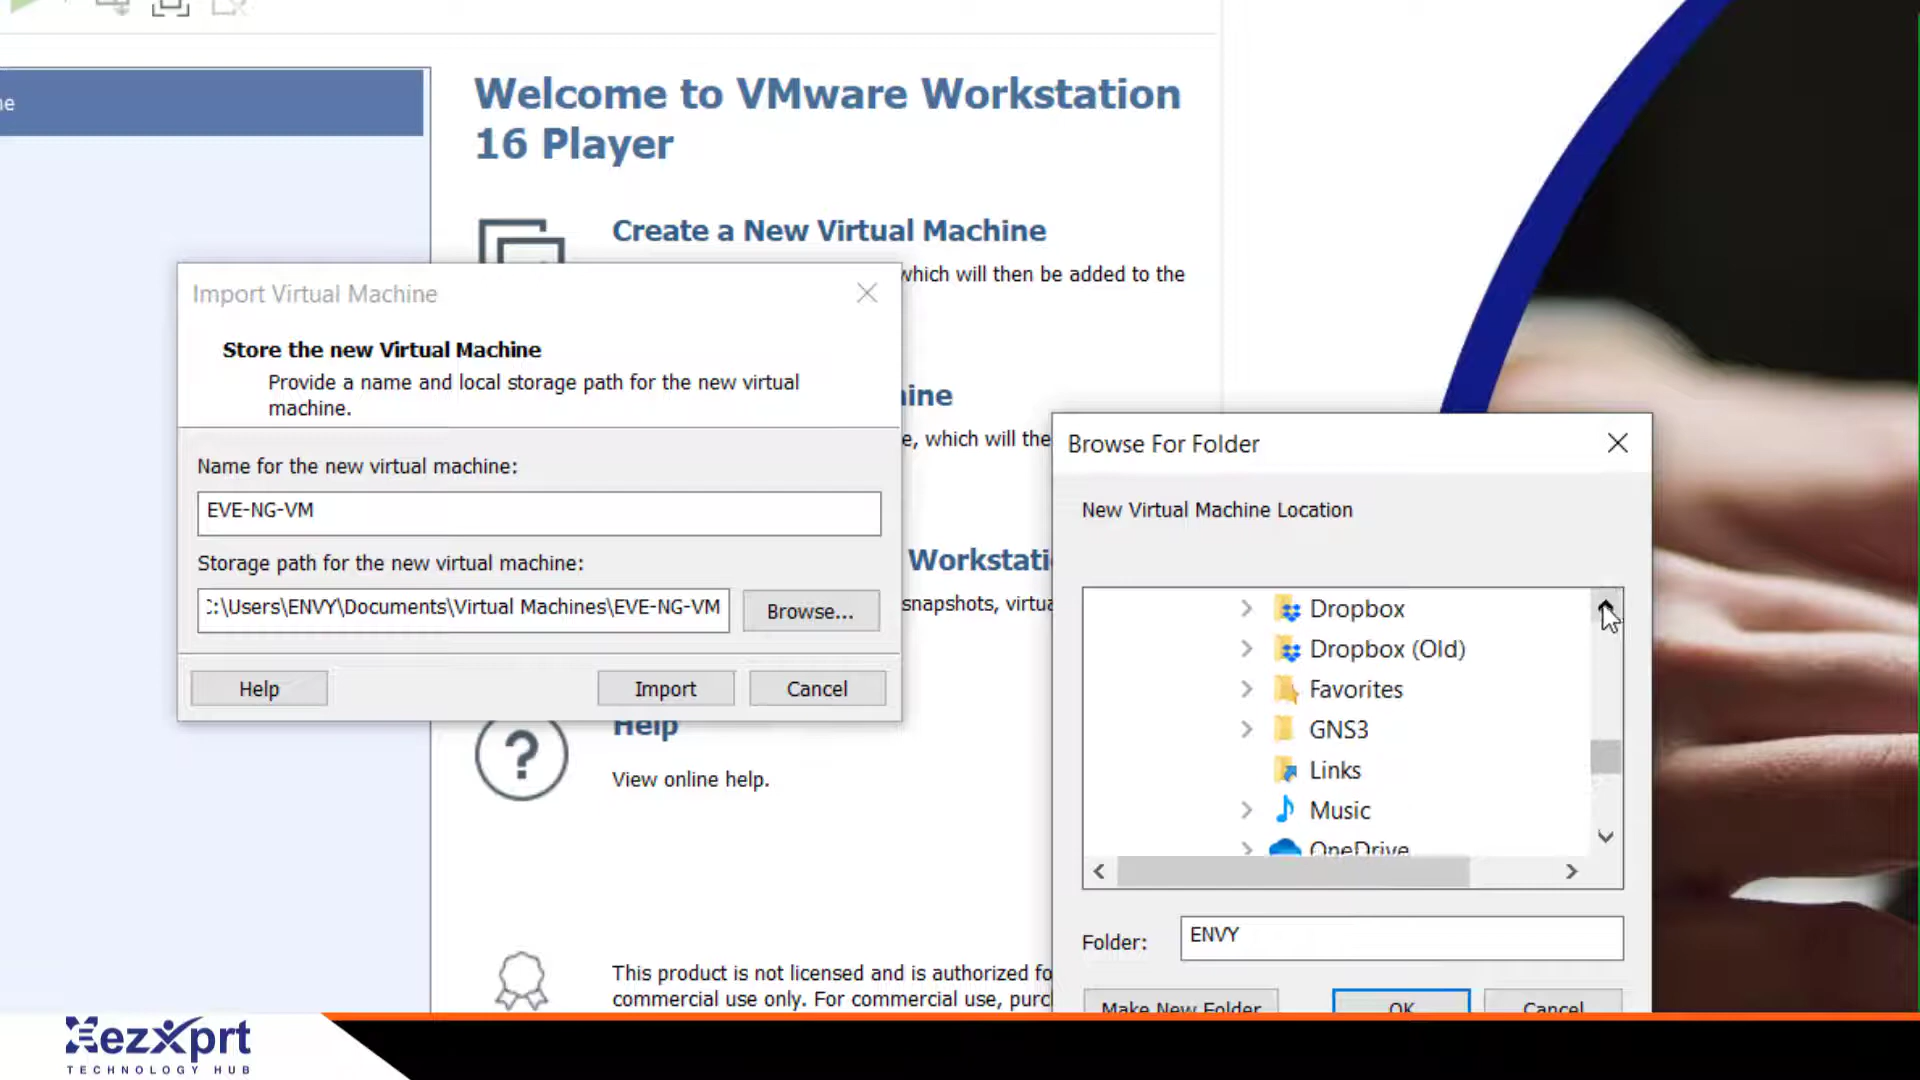 Welcome to VMware Workstation
16 Player
Create a New Virtual Machine
which will then be added to the
Import Virtual Machine
Store the new Virtual Machine
Provide a name and local storage path for the new virtual
machine.
Name for the new virtual machine:
EVE-NG-VM
Storage path for the new virtual machine:
:\Users\ENVY\Documents\Virtual Machines\EVE-NG-VM
Browse...
Help
Import
Cancel
, which will the
Workstati
snapshots, virtua
Help
View online help.
This product is not licensed and is authorized fo
commercial use only. For commercial use, purc
Browse For Folder
New Virtual Machine Location
Dropbox
Dropbox (Old)
Favorites
GNS3
Links
Music
OneDrive
Folder:
ENVY
Make New Folder
OK
Cancel
XezXprt
TECHNOLOGY HUB